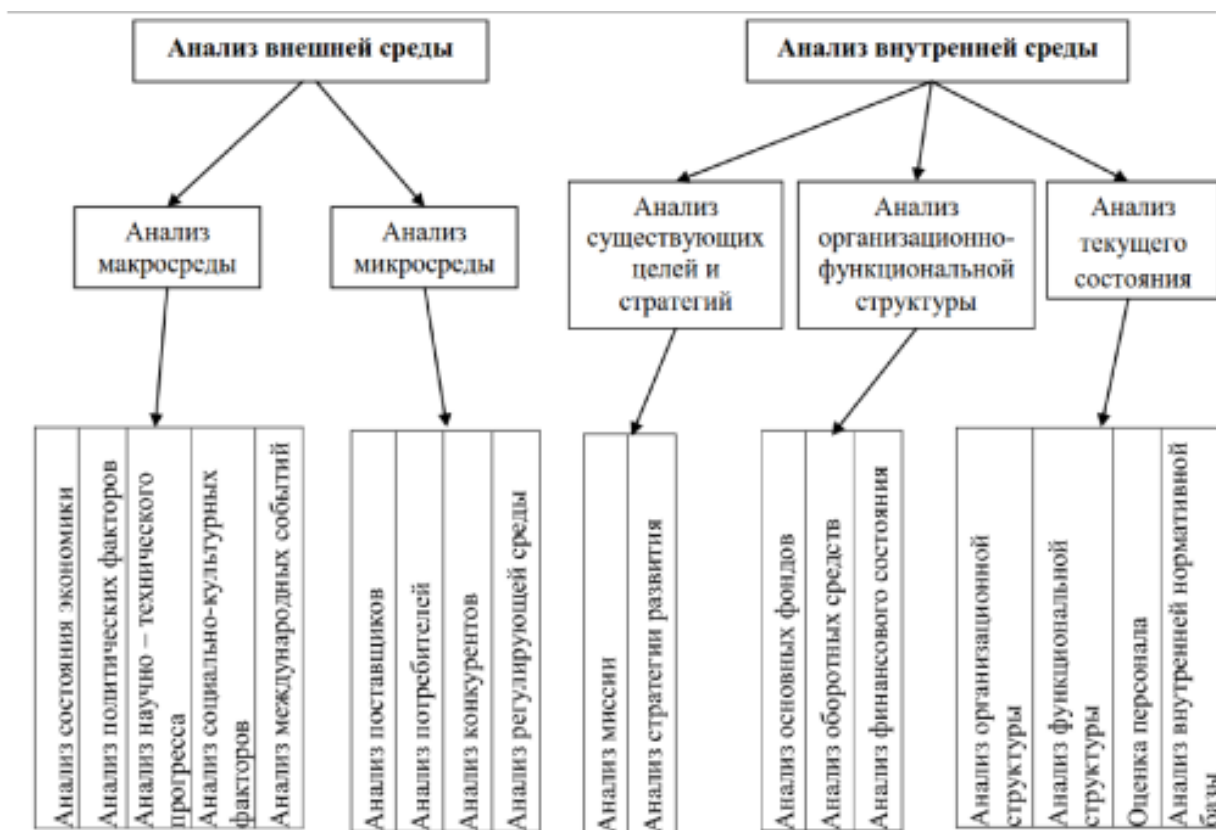 Анализ внешней среды
Анализ внутренней среды
Анализ
макросреды
Анализ
микросреды
Анализ
существующих
целей и
стратегий
Анализ
организационно-
функциональной
структуры
Анализ
текущего
состояния
Анализ состояния экономики
Анализ политических факторов
Анализ научно – технического
прогресса
Анализ социально-культурных
факторов
Анализ международных событий
Анализ поставщиков
Анализ потребителей
Анализ конкурентов
Анализ регулирующей среды
Анализ миссии
Анализ стратегии развития
Анализ основных фондов
Анализ оборотных средств
Анализ финансового состояния
Анализ организационной
структуры
Анализ функциональной
структуры
Оценка персонала
Анализ внутренней нормативной
базы